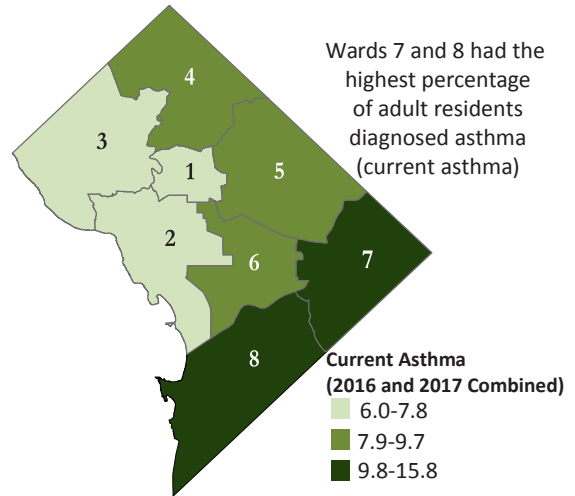 Wards 7 and 8 had the
highest percentage
of adult residents
diagnosed asthma
(current asthma)
4
3
1
5
2
6
7
8
Current Asthma
(2016 and 2017 Combined)
6.0-7.8
7.9-9.7
9.8-15.8